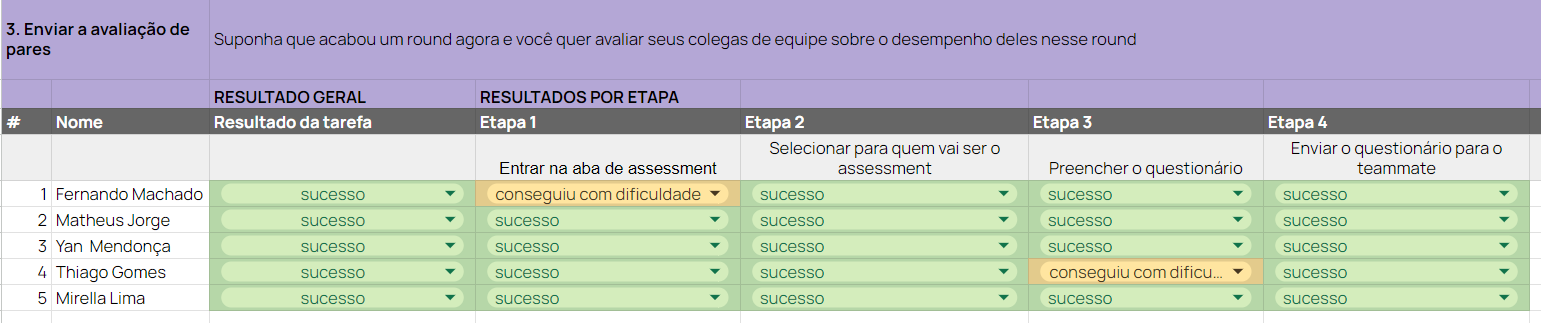 3. Enviar a avaliação de
pares
Suponha que acabou um round agora e você quer avaliar seus colegas de equipe sobre o desempenho deles nesse round
RESULTADO GERAL RESULTADOS POR ETAPA
# Nome Resultado da tarefa Etapa 1 Etapa 2 Etapa 3 Etapa 4
Entrar na aba de assessment
Selecionar para quem vai ser o
assessment
Preencher o questionário
Enviar o questionário para o
teammate
1 Fernando Machado sucesso conseguiu com dificuldade sucesso sucesso sucesso
2 Matheus Jorge sucesso sucesso sucesso sucesso sucesso
3 Yan Mendonça sucesso sucesso sucesso sucesso sucesso
4 Thiago Gomes sucesso sucesso sucesso conseguiu com dificu... sucesso
5 Mirella Lima sucesso sucesso sucesso sucesso sucesso